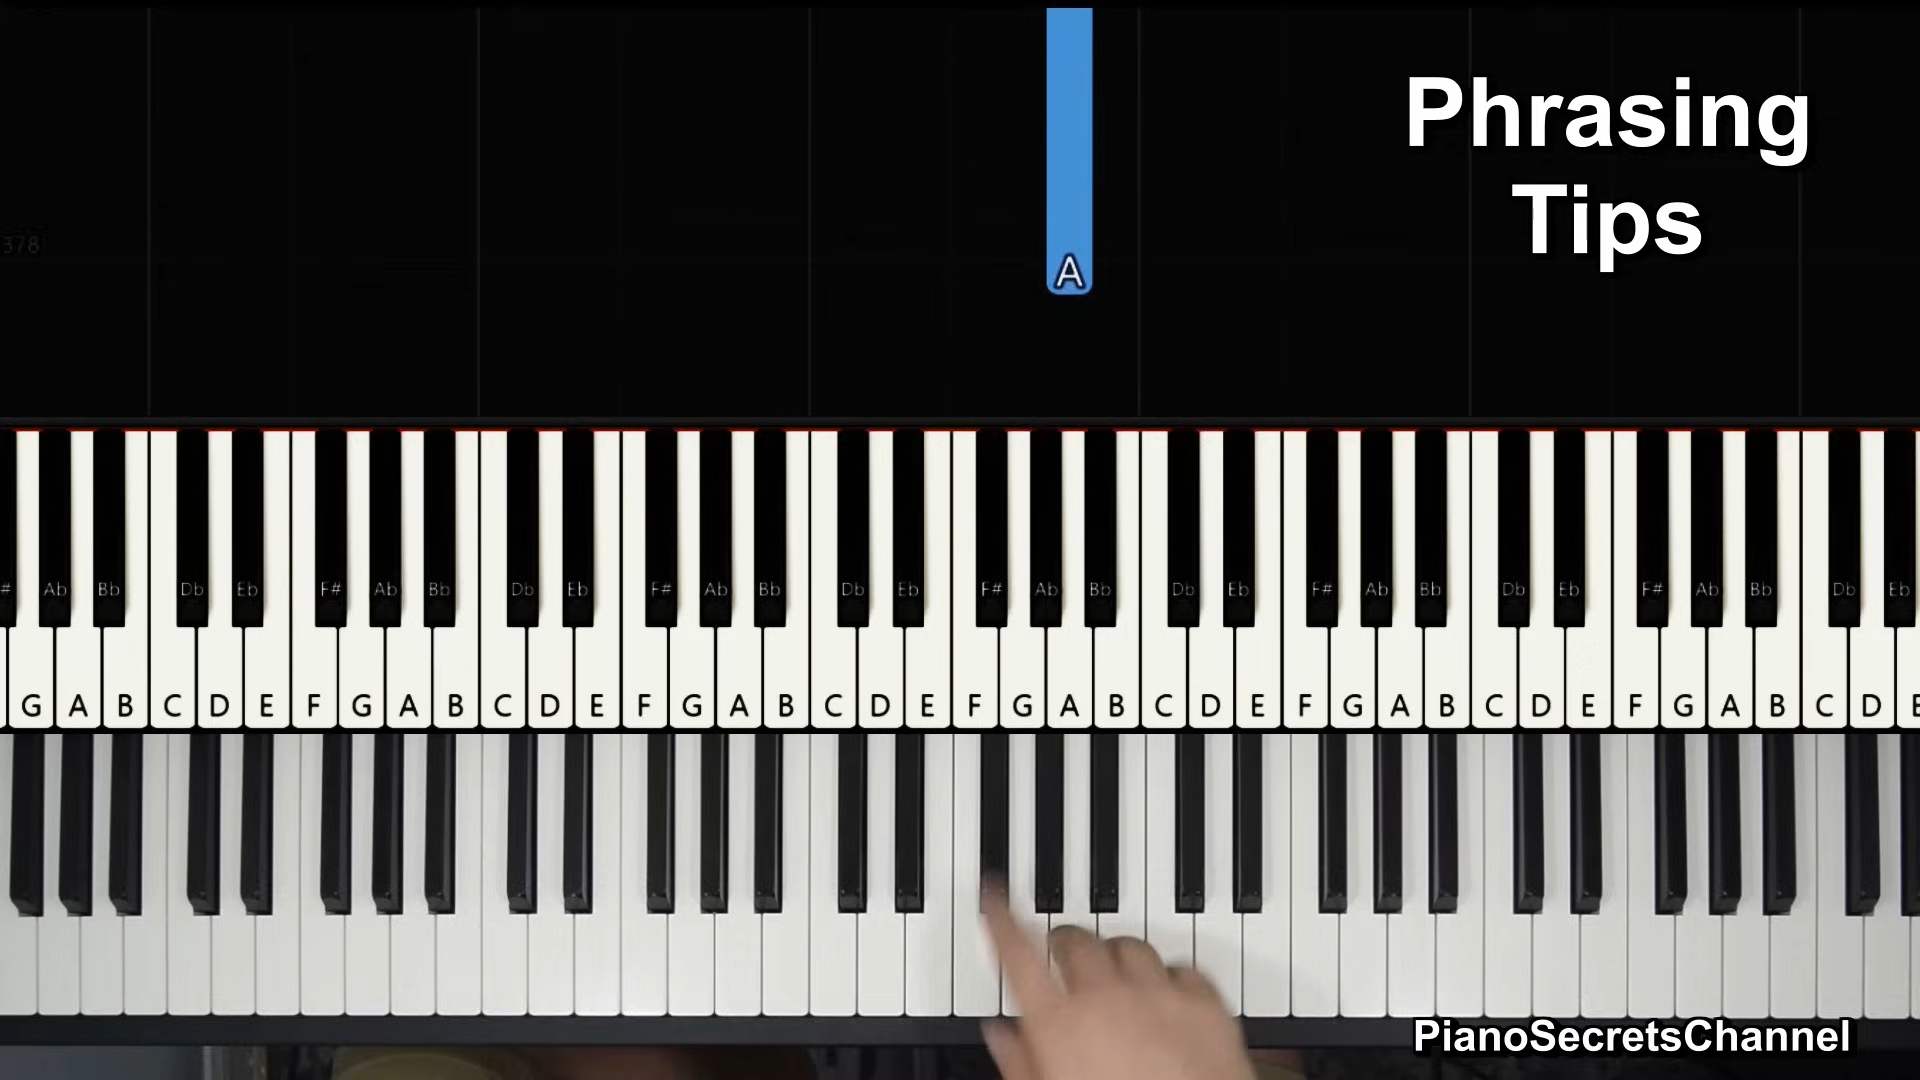 Phrasing
Tips
378
A
# Ab Bb Db Eb F# Ab Bb Db Eb F# Ab Bb Db Eb F# Ab Bb Db Eb F# Ab Bb Db Eb F# Ab Bb Db Eb
G A B C D E F G A B C D E F G A B C D E F G A B C D E F G A B C D E F G A B C D E
PianoSecretsChannel